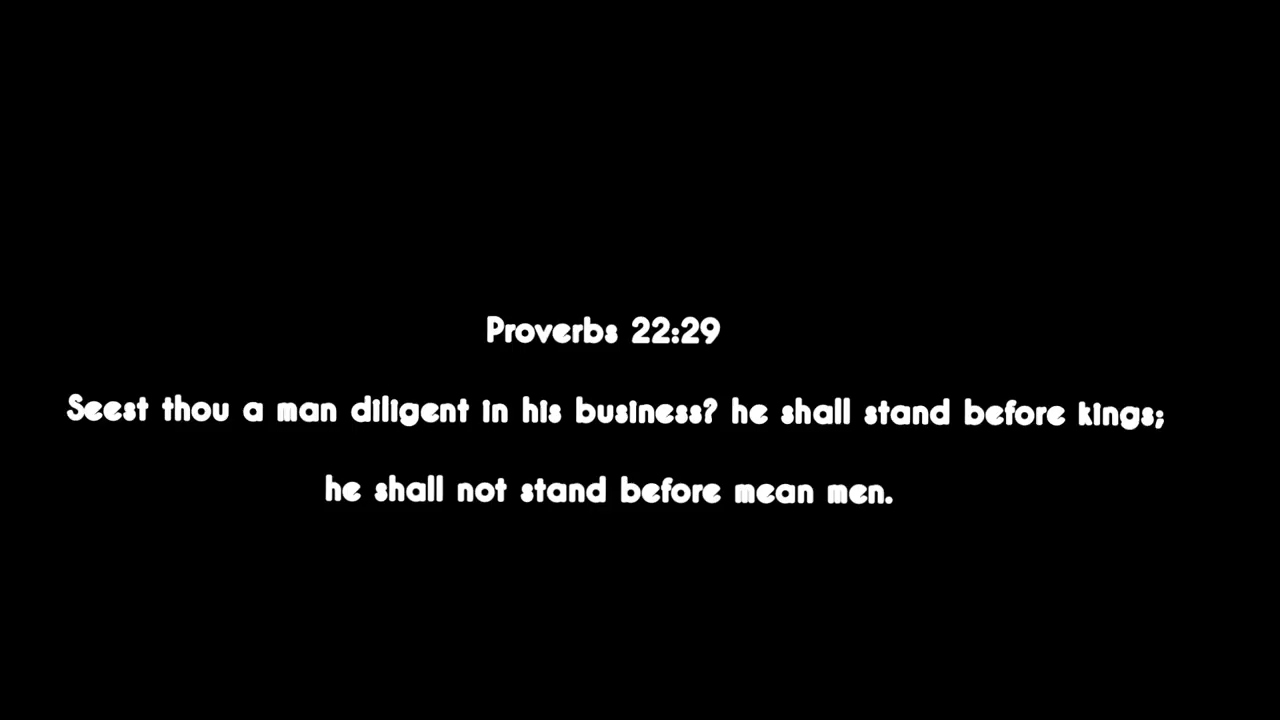 Proverbs 22:29
Seest thou a man diligent in his business? he shall stand before kings;
he shall not stand before mean men.